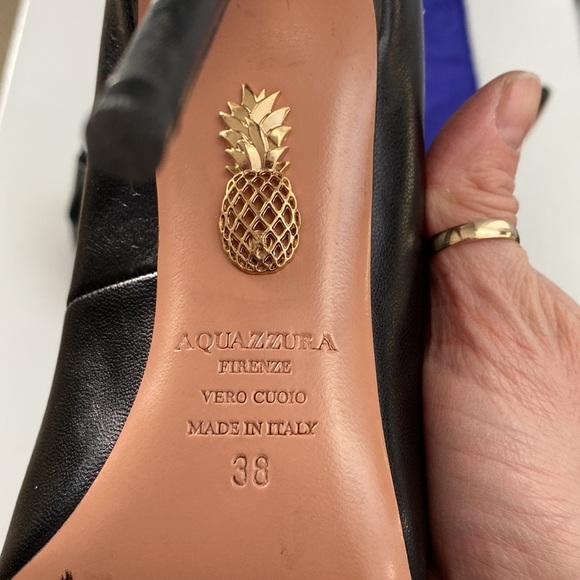 AQUAZZURA
FIRENZE
VERO CUOIO
MADE IN ITALY
38